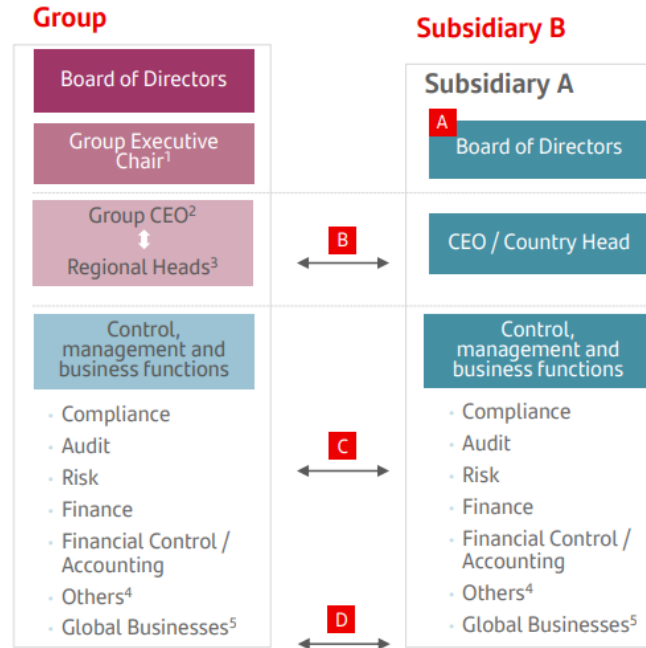 Group
Board of Directors
Group Executive
Chair¹
Group CEO²
Regional Heads³
Control,
management and
business functions
· Compliance
· Audit
· Risk
· Finance
· Financial Control /
Accounting
· Others⁴
· Global Businesses⁵
B
C
D
Subsidiary B
Subsidiary A
A
Board of Directors
CEO / Country Head
Control,
management and
business functions
· Compliance
· Audit
· Risk
· Finance
· Financial Control /
Accounting
· Others⁴
· Global Businesses⁵